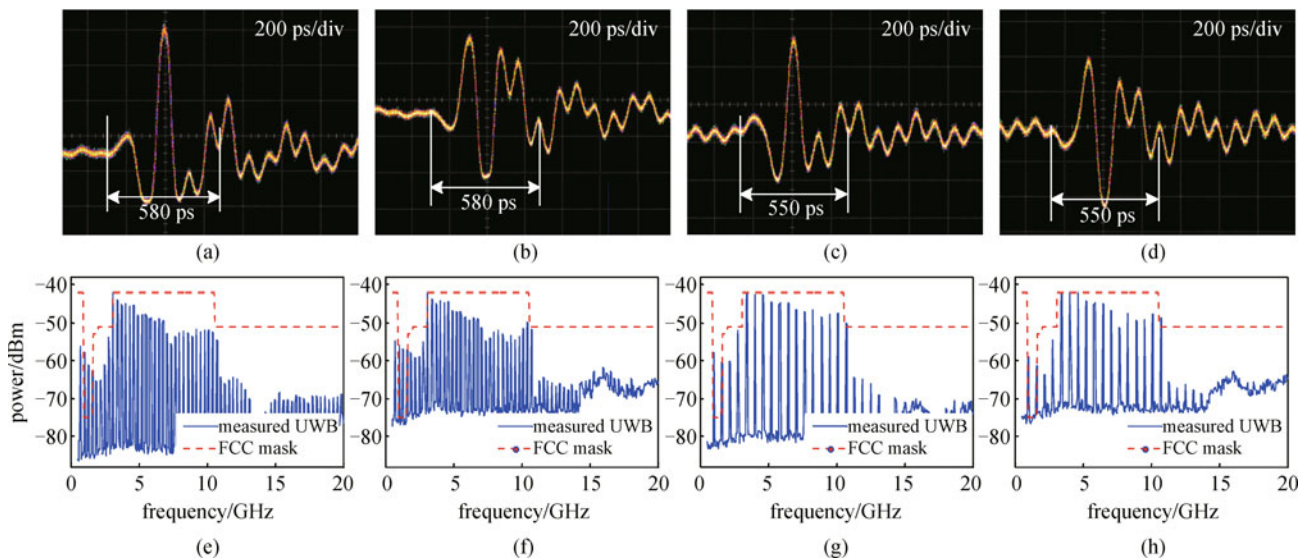 200 ps/div
580 ps
(a)
200 ps/div
580 ps
(b)
200 ps/div
550 ps
(c)
200 ps/div
550 ps
(d)
power/dBm
−40
−50
−60
−70
−80
0 5 10 15 20
measured UWB
FCC mask
frequency/GHz
(e)
−40
−50
−60
−70
−80
0 5 10 15 20
measured UWB
FCC mask
frequency/GHz
(f)
−40
−50
−60
−70
−80
0 5 10 15 20
measured UWB
FCC mask
frequency/GHz
(g)
−40
−50
−60
−70
−80
0 5 10 15 20
measured UWB
FCC mask
frequency/GHz
(h)